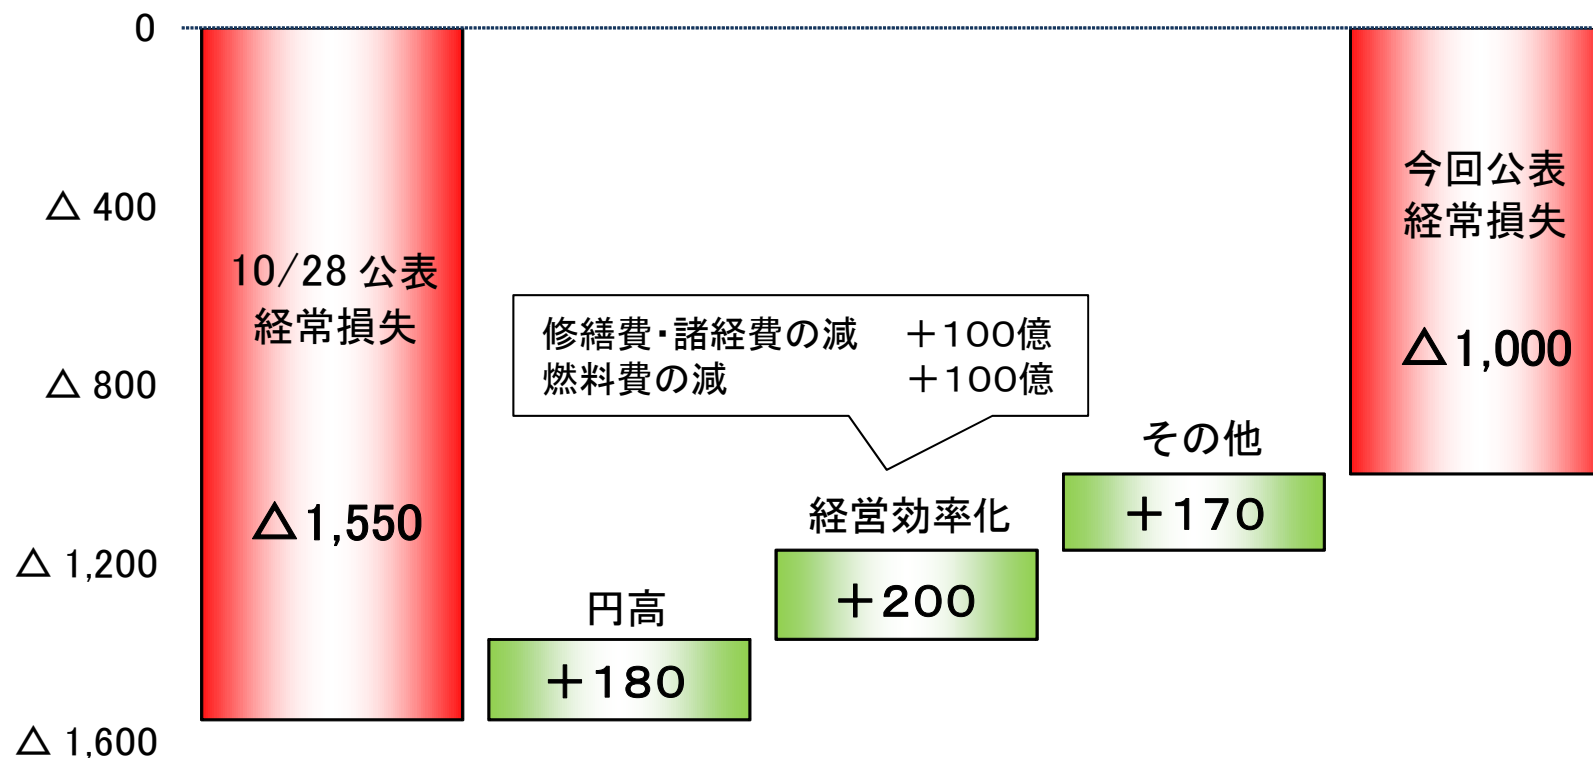 0
△ 400
△ 800
△ 1,200
△ 1,600
10/28 公表
経常損失
△1,550
円高
＋180
修繕費・諸経費の減　＋100億
燃料費の減　＋100億
経営効率化
＋200
その他
＋170
今回公表
経常損失
△1,000